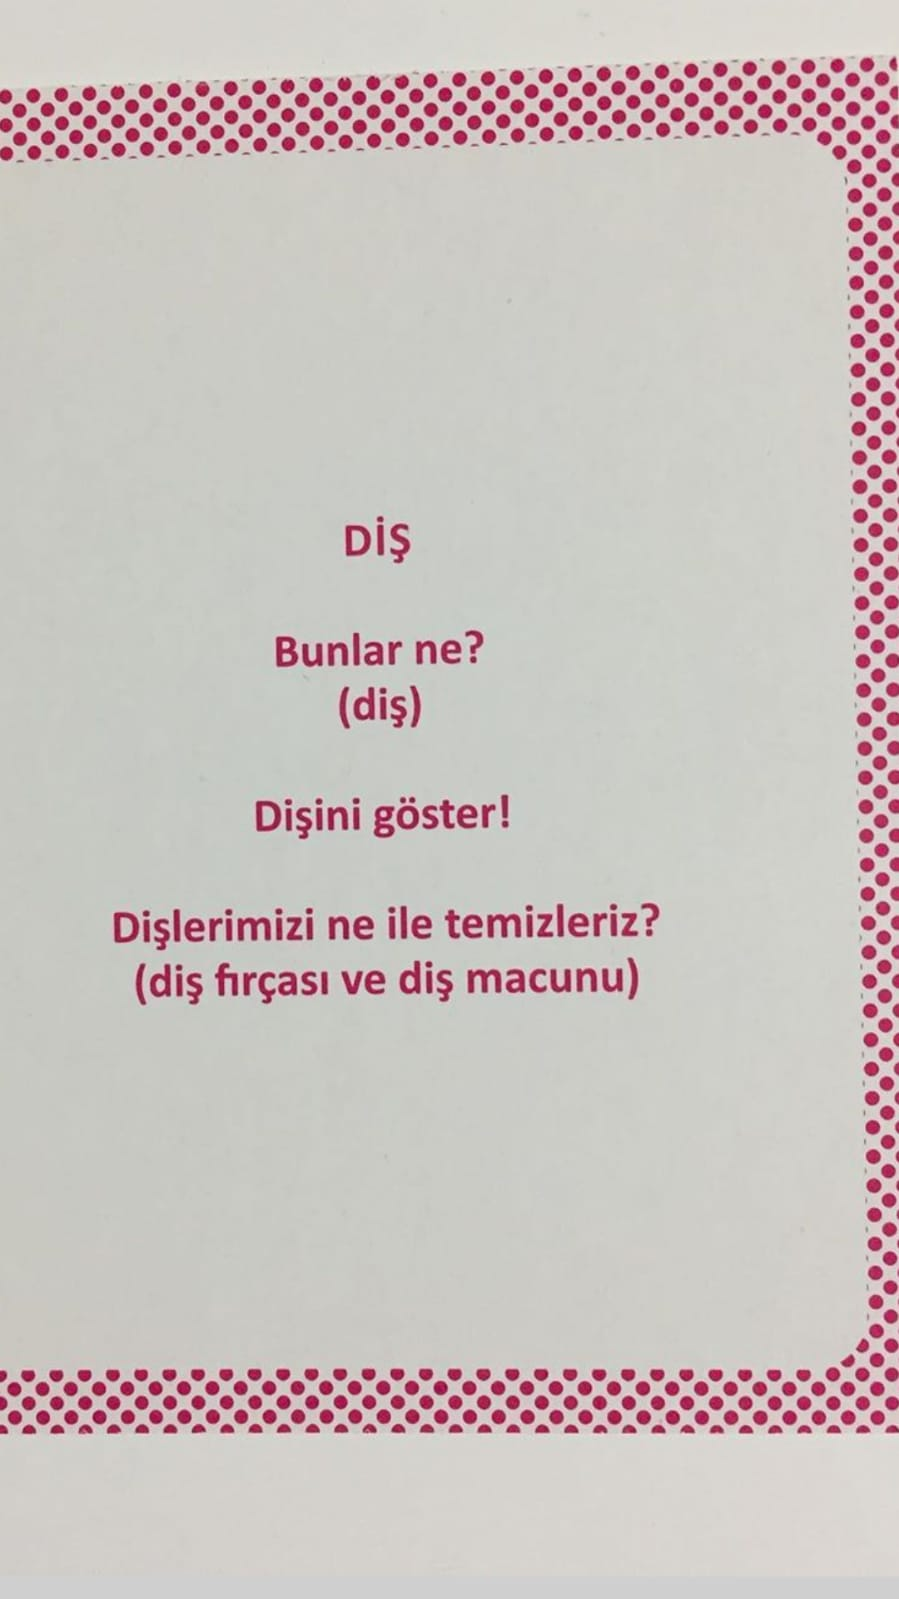 DİŞ
Bunlar ne?
(diş)
Dişini göster!
Dişlerimizi ne ile temizleriz?
(diş fırçası ve diş macunu)